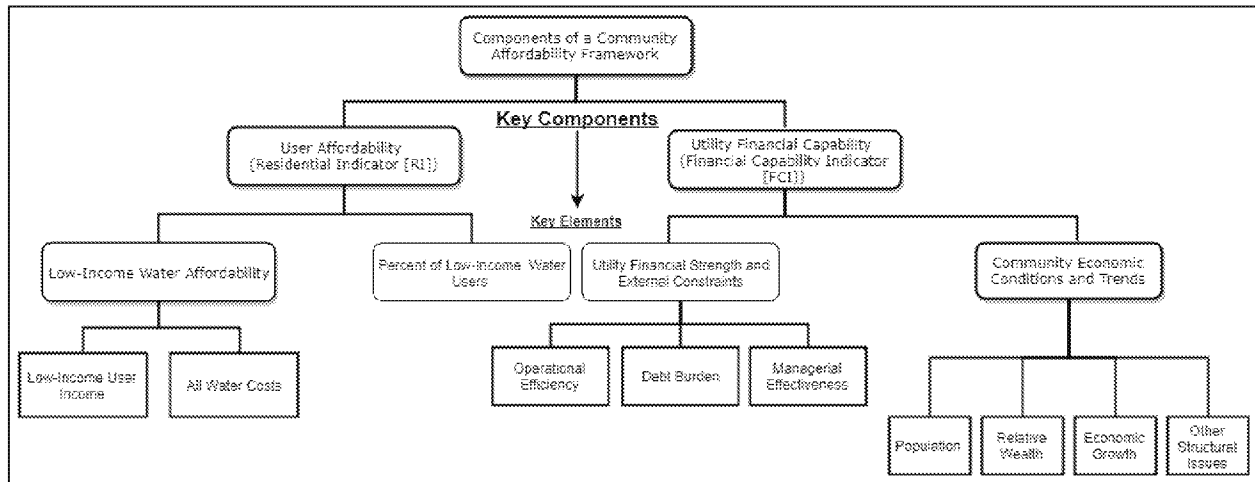 Components of a Community
Affordability Framework
Key Components
User Affordability
(Residential Indicator [RI])
Utility Financial Capability
(Financial Capability Indicator
[FCI])
Key Elements
Low-Income Water Affordability
Percent of Low-Income Water
Users
Utility Financial Strength and
External Constraints
Community Economic
Conditions and Trends
Low-Income User
Income
All Water Costs
Operational
Efficiency
Debt Burden
Managerial
Effectiveness
Population
Relative
Wealth
Economic
Growth
Other
Structural
Issues